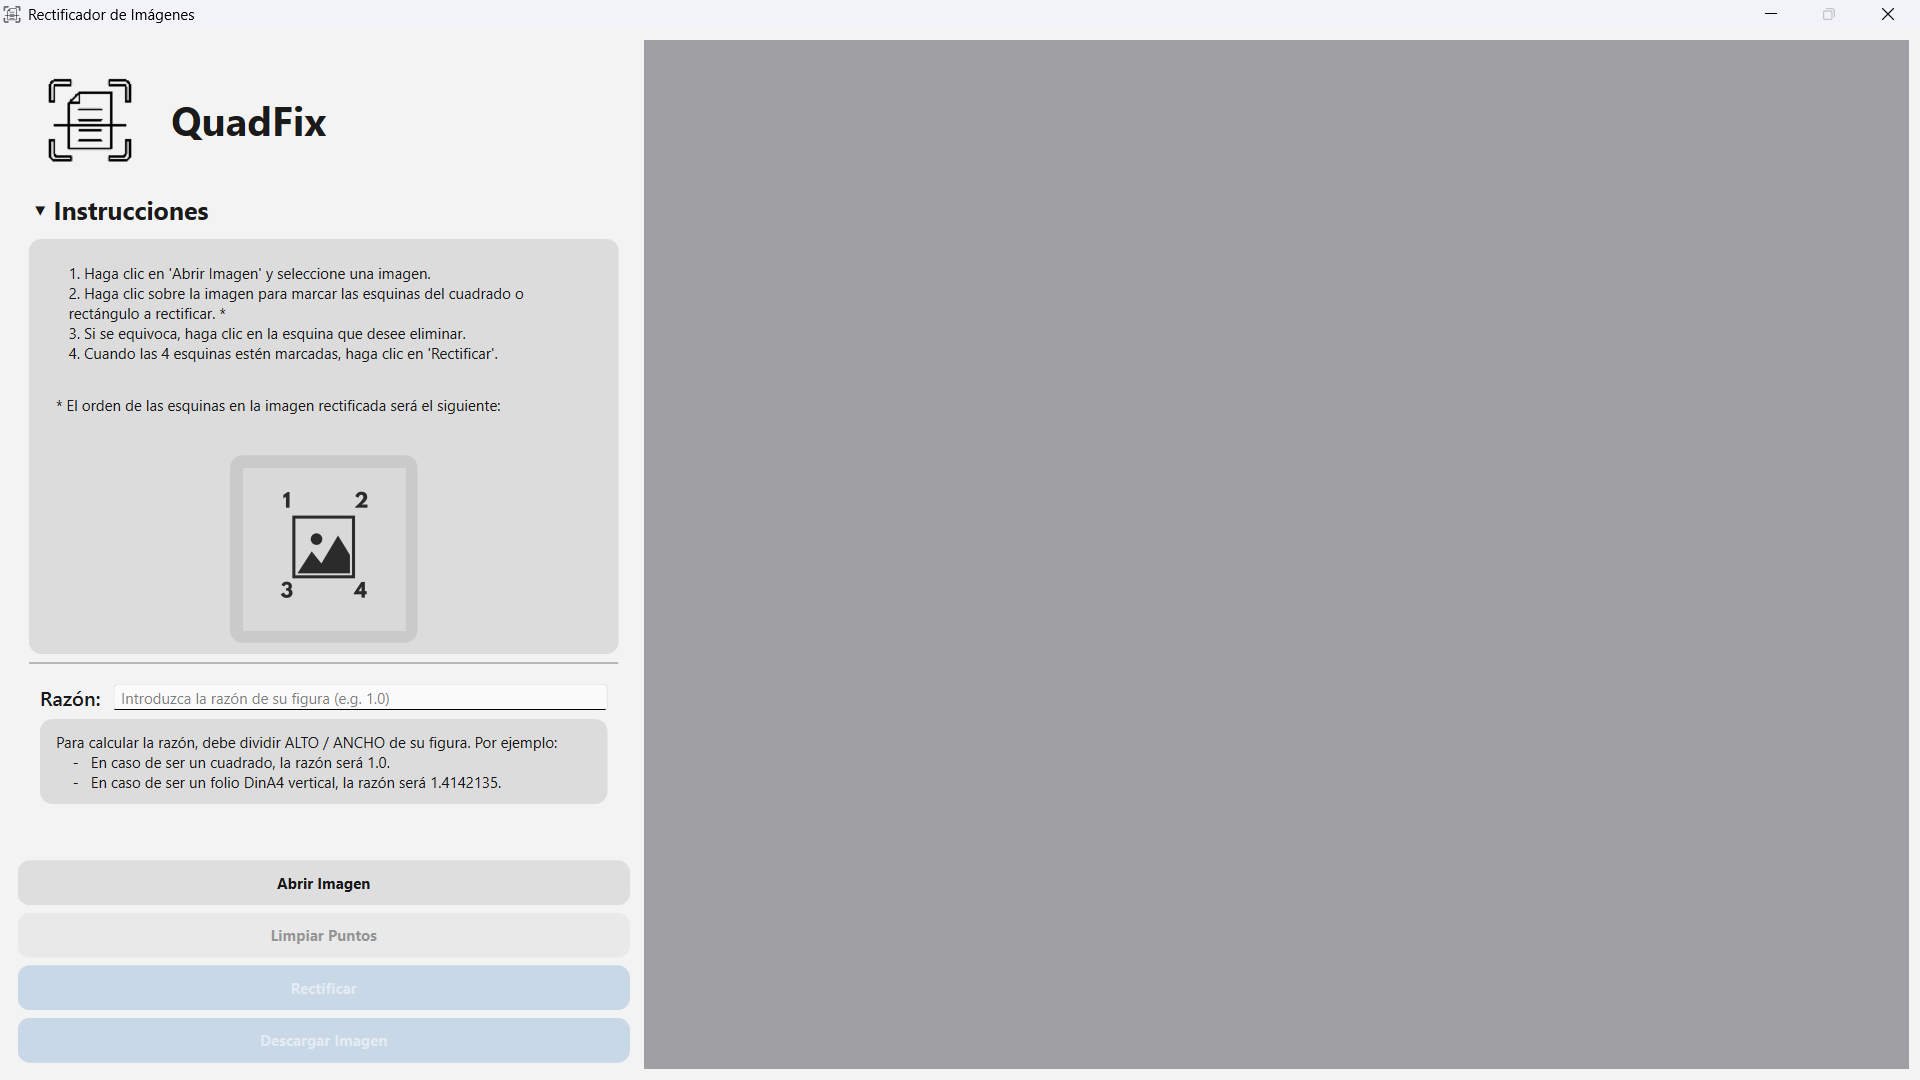 Rectificador de Imágenes
QuadFix
▼ Instrucciones
1. Haga clic en 'Abrir Imagen' y seleccione una imagen.
2. Haga clic sobre la imagen para marcar las esquinas del cuadrado o
rectángulo a rectificar. *
3. Si se equivoca, haga clic en la esquina que desee eliminar.
4. Cuando las 4 esquinas estén marcadas, haga clic en 'Rectificar'.
* El orden de las esquinas en la imagen rectificada será el siguiente:
1 2
3 4
Razón: Introduzca la razón de su figura (e.g. 1.0)
Para calcular la razón, debe dividir ALTO / ANCHO de su figura. Por ejemplo:
- En caso de ser un cuadrado, la razón será 1.0.
- En caso de ser un folio DinA4 vertical, la razón será 1.4142135.
Abrir Imagen
Limpiar Puntos
Rectificar
Descargar Imagen